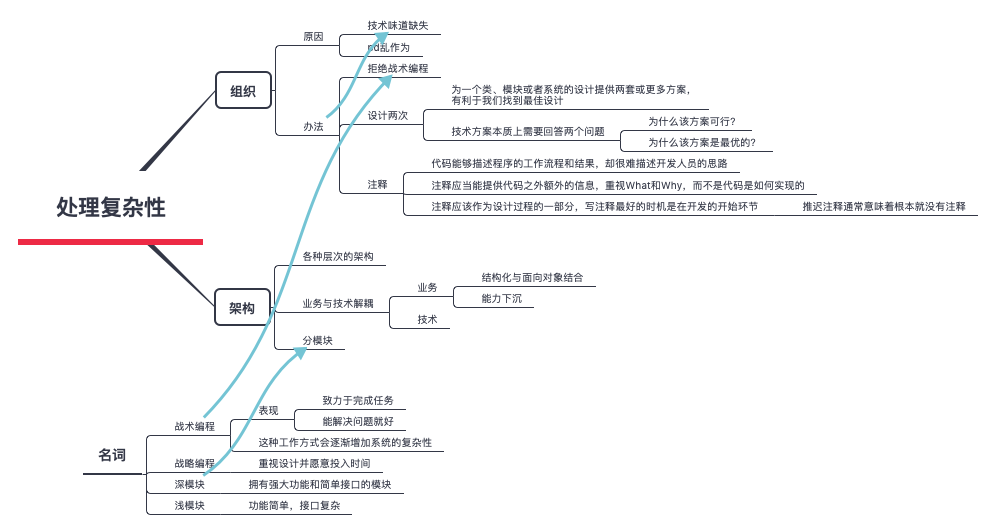 处理复杂性
组织
原因
技术味道缺失
pd乱作为
办法
拒绝战术编程
设计两次
为一个类、模块或者系统的设计提供两套或更多方案，
有利于我们找到最佳设计
技术方案本质上需要回答两个问题
为什么该方案可行?
为什么该方案是最优的?
注释
代码能够描述程序的工作流程和结果，却很难描述开发人员的思路
注释应当能提供代码之外额外的信息，重视What和Why，而不是代码是如何实现的
注释应该作为设计过程的一部分，写注释最好的时机是在开发的开始环节
推迟注释通常意味着根本就没有注释
架构
各种层次的架构
业务与技术解耦
业务
结构化与面向对象结合
能力下沉
技术
分模块
名词
战术编程
表现
致力于完成任务
能解决问题就好
这种工作方式会逐渐增加系统的复杂性
战略编程
重视设计并愿意投入时间
深模块
拥有强大功能和简单接口的模块
浅模块
功能简单，接口复杂